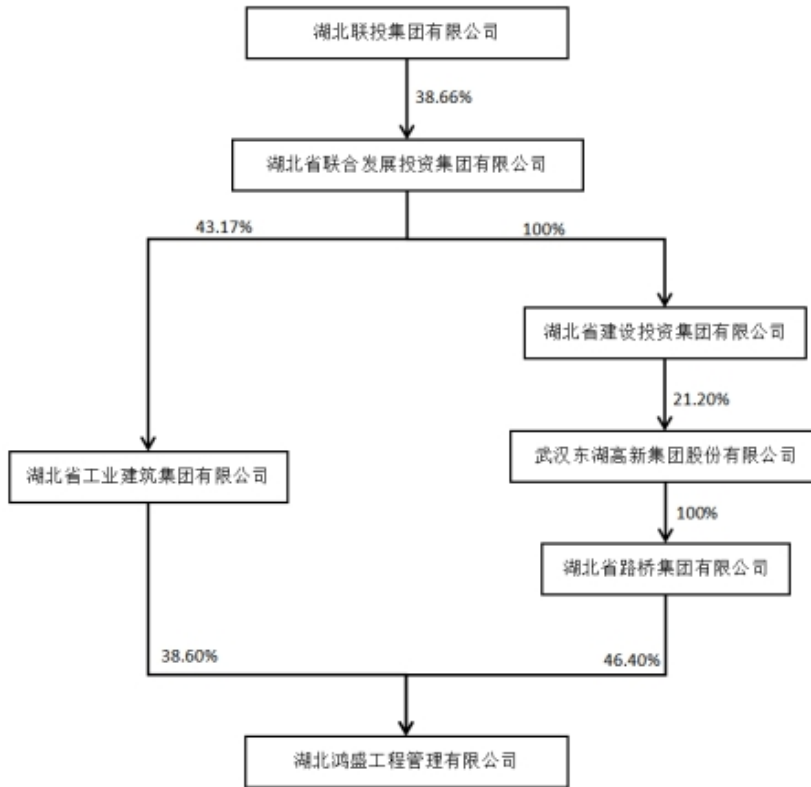 湖北联投集团有限公司
38.66%
湖北省联合发展投资集团有限公司
43.17%
100%
湖北省建设投资集团有限公司
21.20%
湖北省工业建筑集团有限公司
武汉东湖高新集团股份有限公司
100%
湖北省路桥集团有限公司
38.60%
46.40%
湖北鸿盛工程管理有限公司